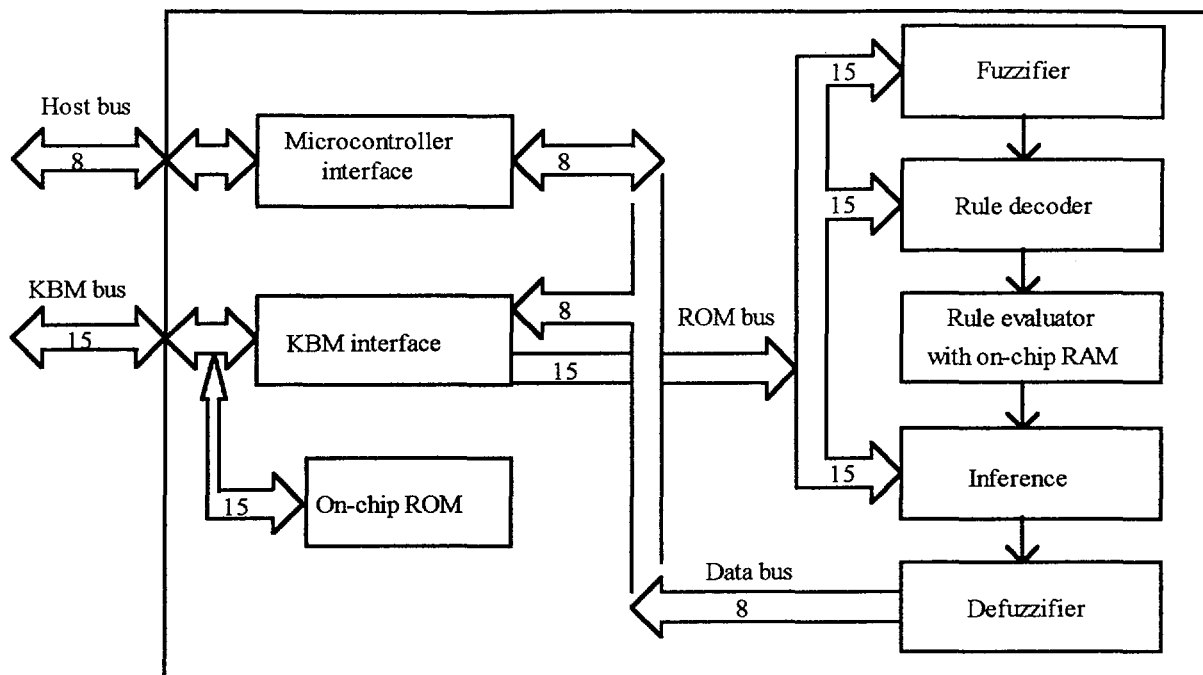 Host bus
8
Microcontroller
interface
8
KBM bus
15
KBM interface
8
15
ROM bus
15
On-chip ROM
15
Fuzzifier
15
Rule decoder
Rule evaluator
with on-chip RAM
15
Inference
Data bus
8
Defuzzifier